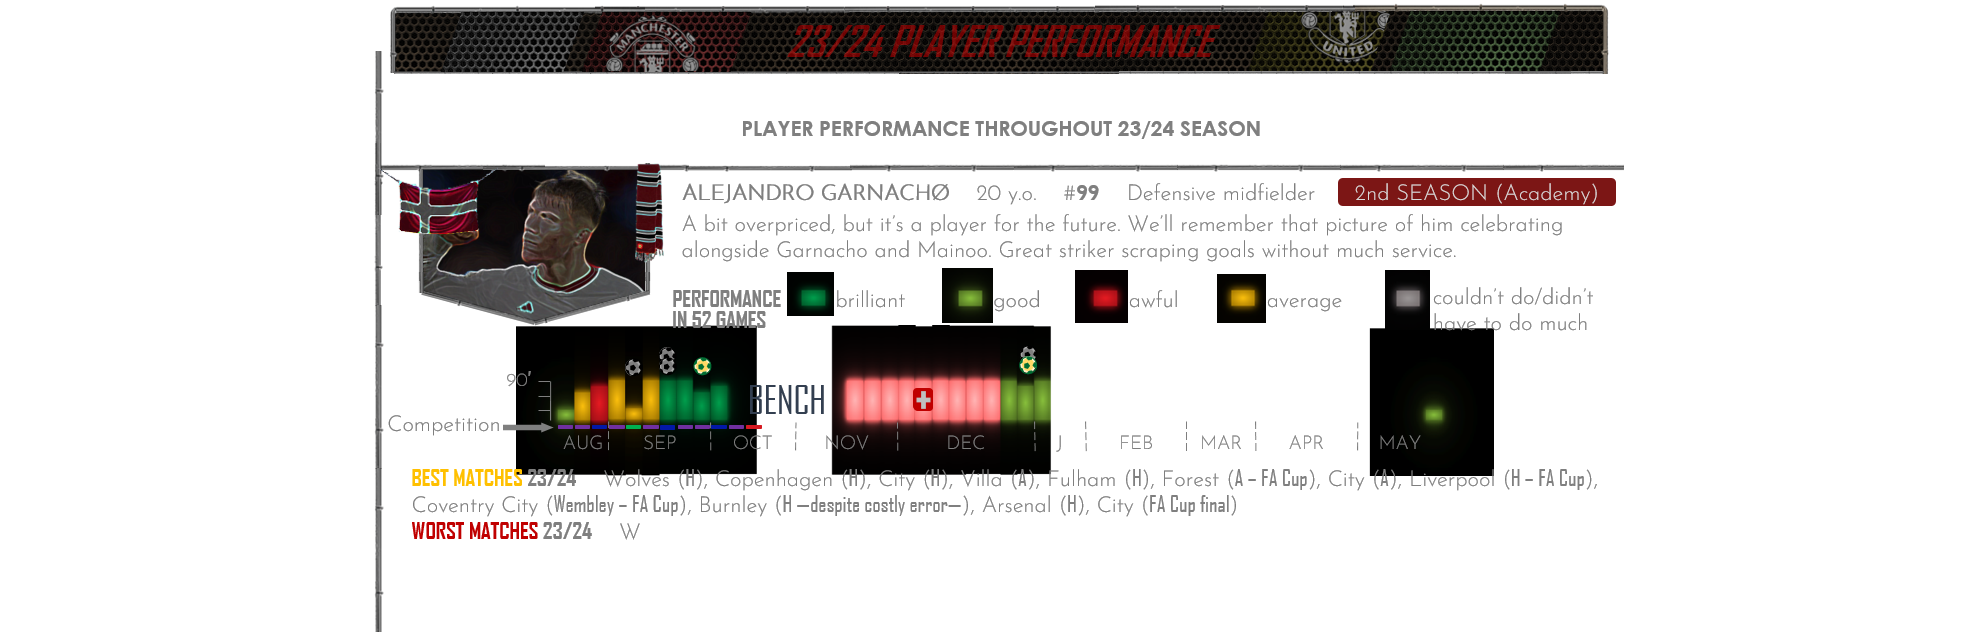 MANCHESTER
23/24 PLAYER PERFORMANCE
UNITED
PLAYER PERFORMANCE THROUGHOUT 23/24 SEASON
ALEJANDRO GARNACHØ 20 y.o. #99 Defensive midfielder 2nd SEASON (Academy)
A bit overpriced, but it's a player for the future. We'll remember that picture of him celebrating
alongside Garnacho and Mainoo. Great striker scraping goals without much service.
PERFORMANCE
IN 52 GAMES
brilliant good awful average couldn't do/didn't
have to do much
90'
BENCH
Competition
AUG SEP OCT NOV DEC J FEB MAR APR MAY
BEST MATCHES 23/24 Wolves (H), Copenhagen (H), City (H), Villa (A), Fulham (H), Forest (A – FA Cup), City (A), Liverpool (H – FA Cup),
Coventry City (Wembley – FA Cup), Burnley (H —despite costly error—), Arsenal (H), City (FA Cup final)
WORST MATCHES 23/24 W